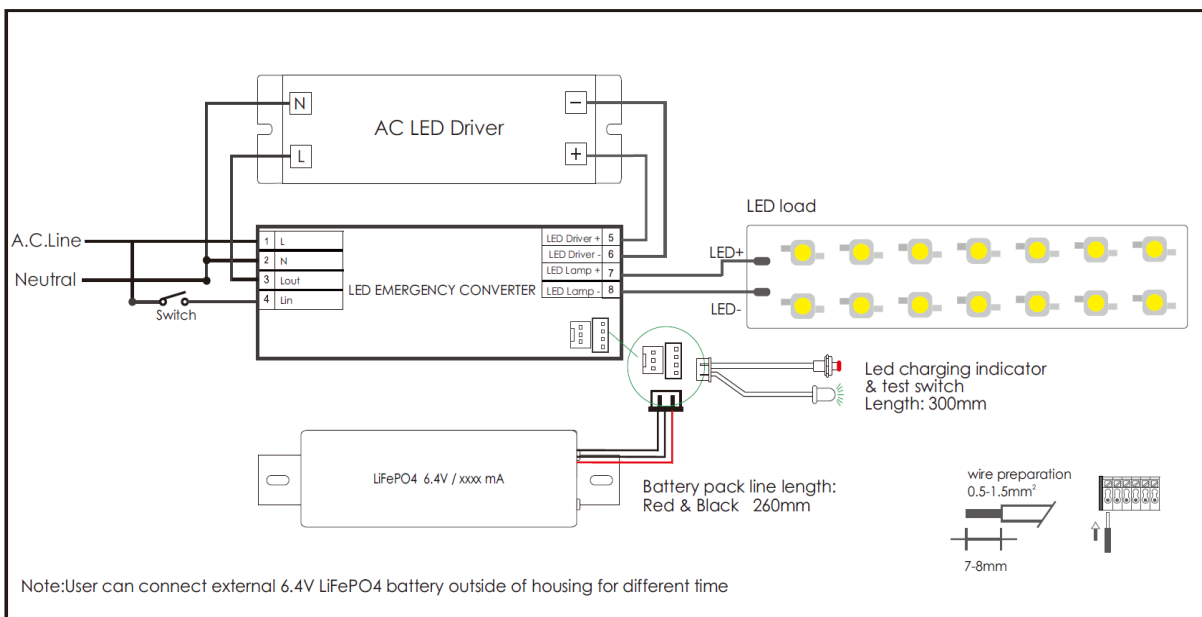 N
−
AC LED Driver
L
+
LED load
A.C.Line
Neutral
Switch
1 L
2 N
3 Lout
4 Lin
LED EMERGENCY CONVERTER
LED Driver + 5
LED Driver - 6
LED Lamp + 7
LED Lamp - 8
LED+
LED-
Led charging indicator
& test switch
Length: 300mm
LiFePO4 6.4V / xxxx mA
Battery pack line length:
Red & Black 260mm
wire preparation
0.5-1.5mm²
7-8mm
Note:User can connect external 6.4V LiFePO4 battery outside of housing for different time